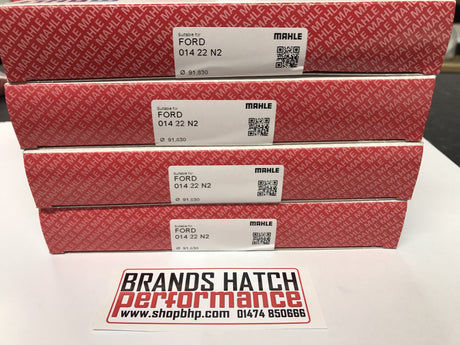 Suitable for
FORD
014 22 N2
Ø 91,830
MAHLE
Suitable for
FORD
014 22 N2
Ø 91,830
MAHLE
Suitable for
FORD
014 22 N2
Ø 91,830
MAHLE
Suitable for
FORD
014 22 N2
Ø 91,830
MAHLE
BRANDS HATCH
performance
www.shopbhp.com 01474 850666